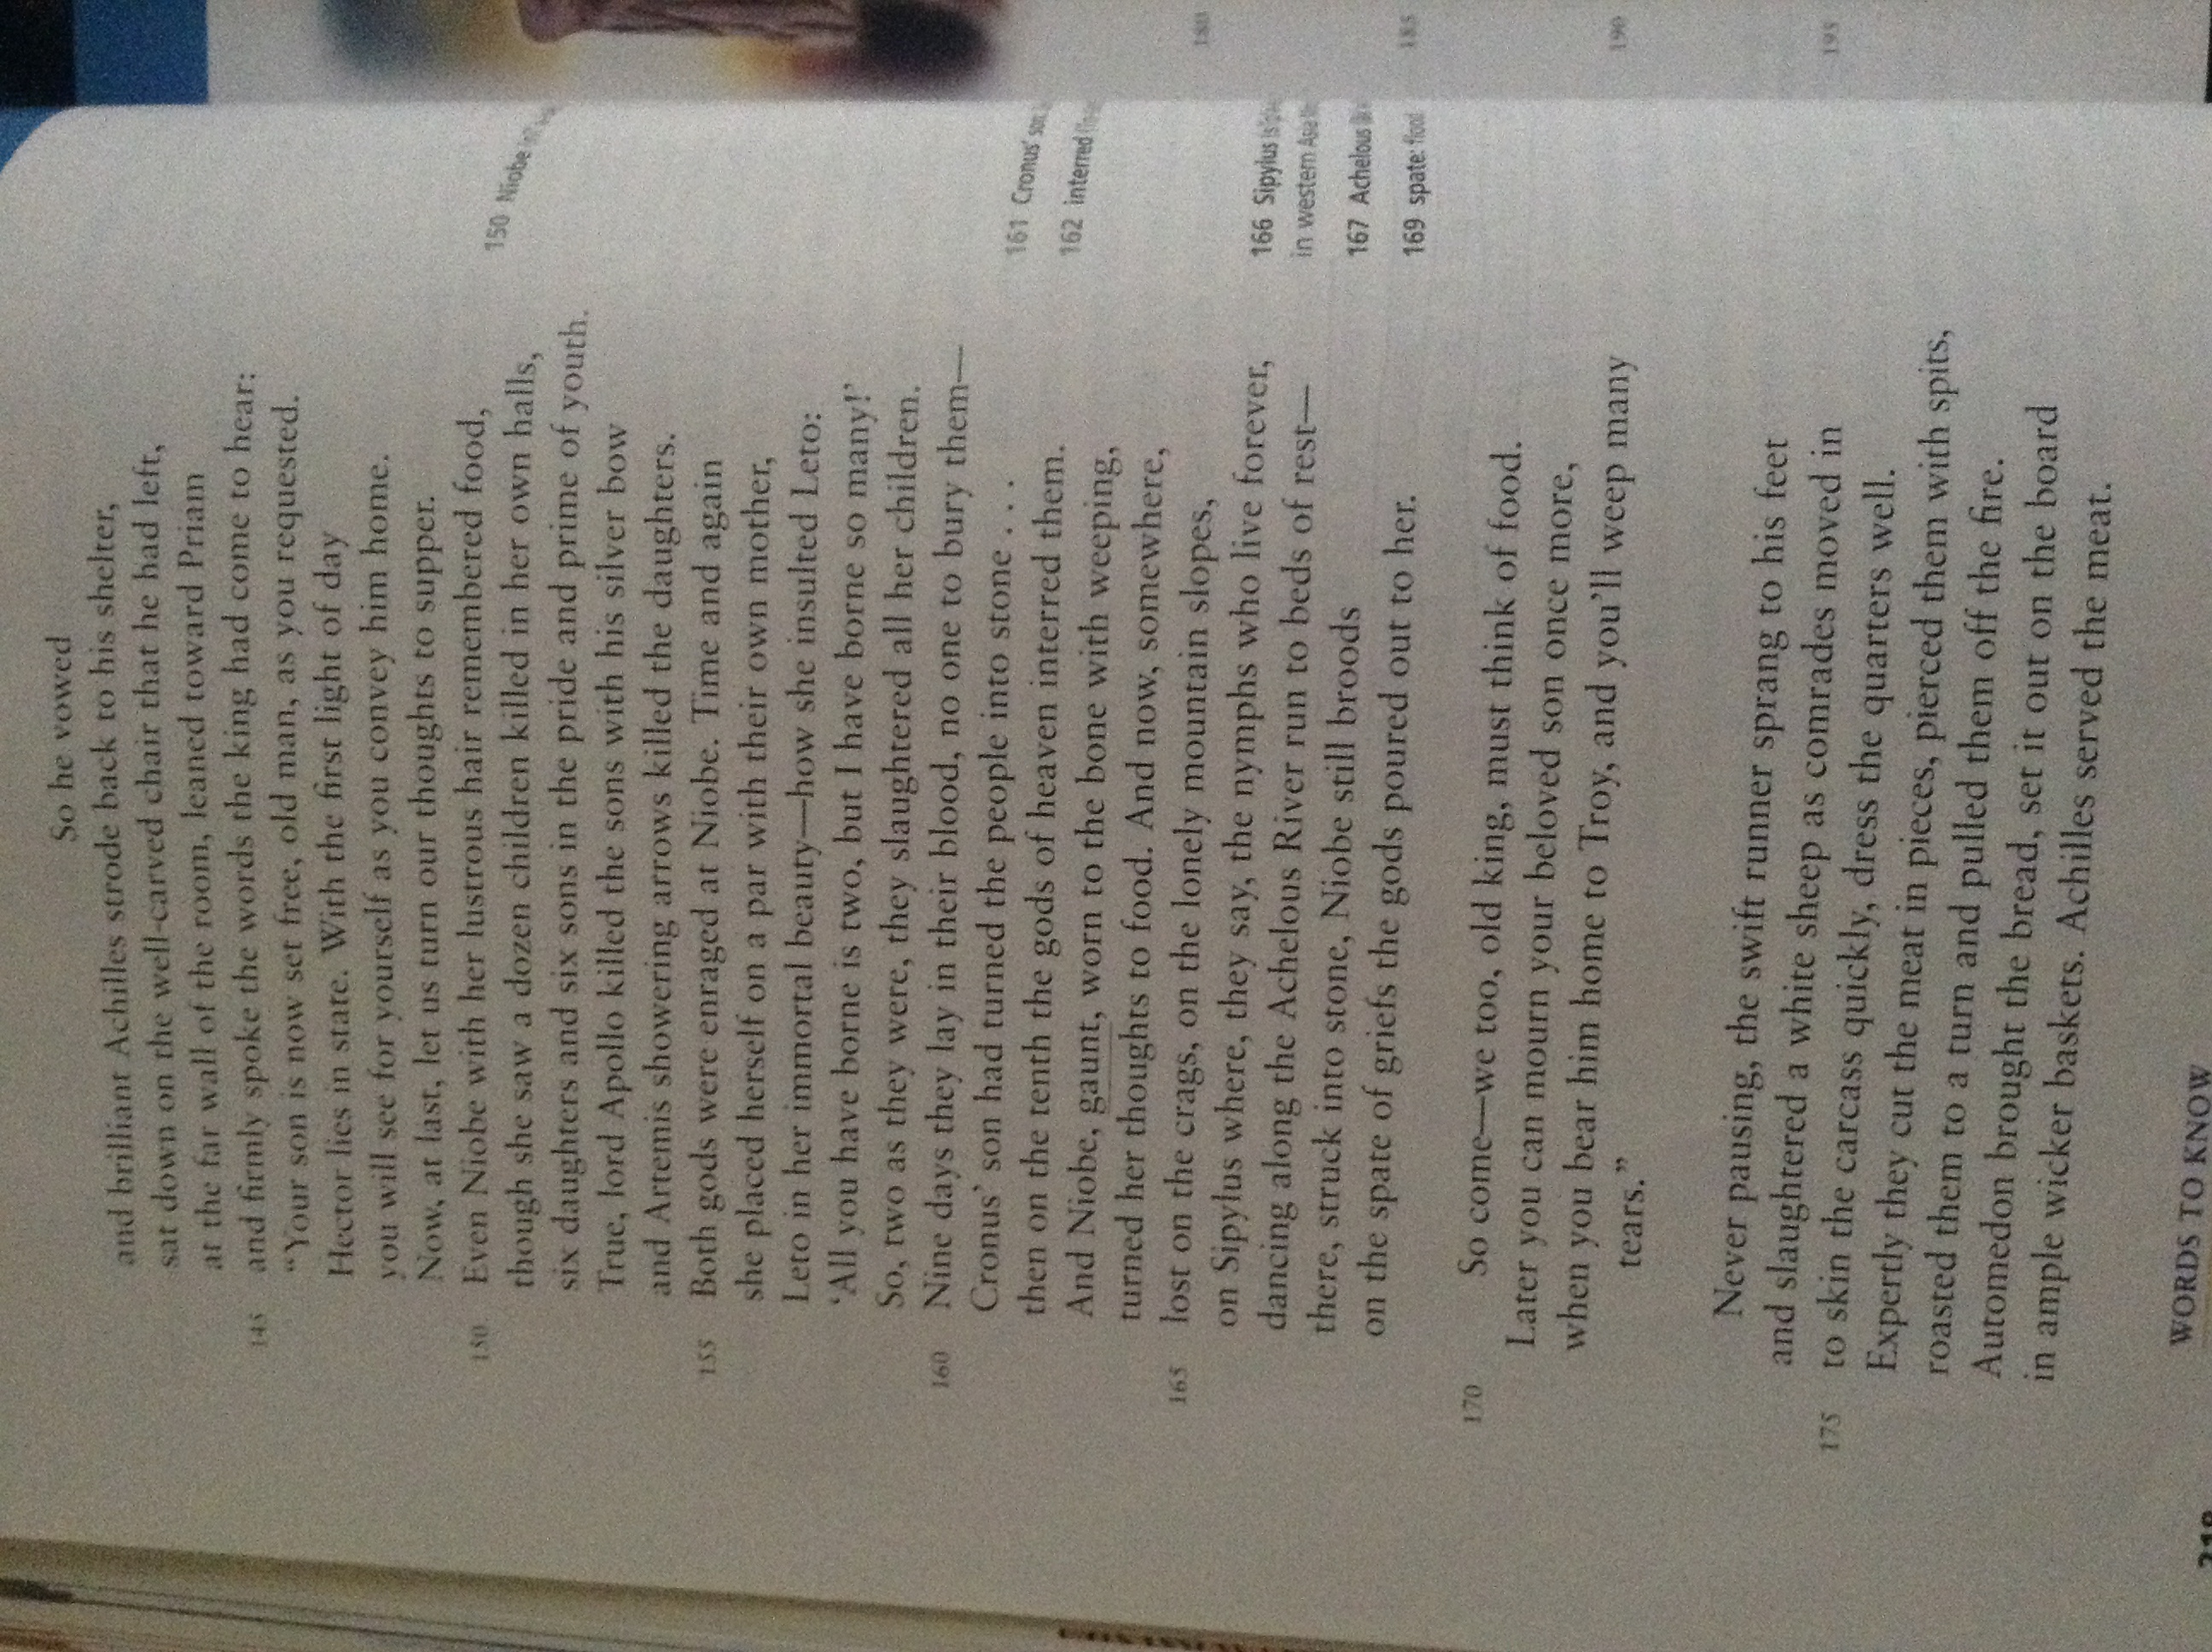 So he vowed
and brilliant Achilles strode back to his shelter,
sat down on the well-carved chair that he had left,
at the far wall of the room, leaned toward Priam
145 and firmly spoke the words the king had come to hear:
"Your son is now set free, old man, as you requested.
Hector lies in state. With the first light of day
you will see for yourself as you convey him home.
Now, at last, let us turn our thoughts to supper.
150 Even Niobe with her lustrous hair remembered food,
though she saw a dozen children killed in her own halls,
six daughters and six sons in the pride and prime of youth.
True, lord Apollo killed the sons with his silver bow
and Artemis showering arrows killed the daughters.
155 Both gods were enraged at Niobe. Time and again
she placed herself on a par with their own mother,
Leto in her immortal beauty—how she insulted Leto:
'All you have borne is two, but I have borne so many!'
So, two as they were, they slaughtered all her children.
160 Nine days they lay in their blood, no one to bury them—
Cronus' son had turned the people into stone . . .
then on the tenth the gods of heaven interred them.
And Niobe, gaunt, worn to the bone with weeping,
turned her thoughts to food. And now, somewhere,
165 lost on the crags, on the lonely mountain slopes,
on Sipylus where, they say, the nymphs who live forever,
dancing along the Achelous River run to beds of rest—
there, struck into stone, Niobe still broods
on the spate of griefs the gods poured out to her.
170 So come—we too, old king, must think of food.
Later you can mourn your beloved son once more,
when you bear him home to Troy, and you'll weep many
tears."
Never pausing, the swift runner sprang to his feet
and slaughtered a white sheep as comrades moved in
175 to skin the carcass quickly, dress the quarters well.
Expertly they cut the meat in pieces, pierced them with spits,
roasted them to a turn and pulled them off the fire.
Automedon brought the bread, set it out on the board
in ample wicker baskets. Achilles served the meat.
WORDS TO KNOW
218
150 Niobe
161 Cronus' son
162 interred
166 Sipylus
in western Asia
167 Achelous
169 spate: flood
180
185
190
195